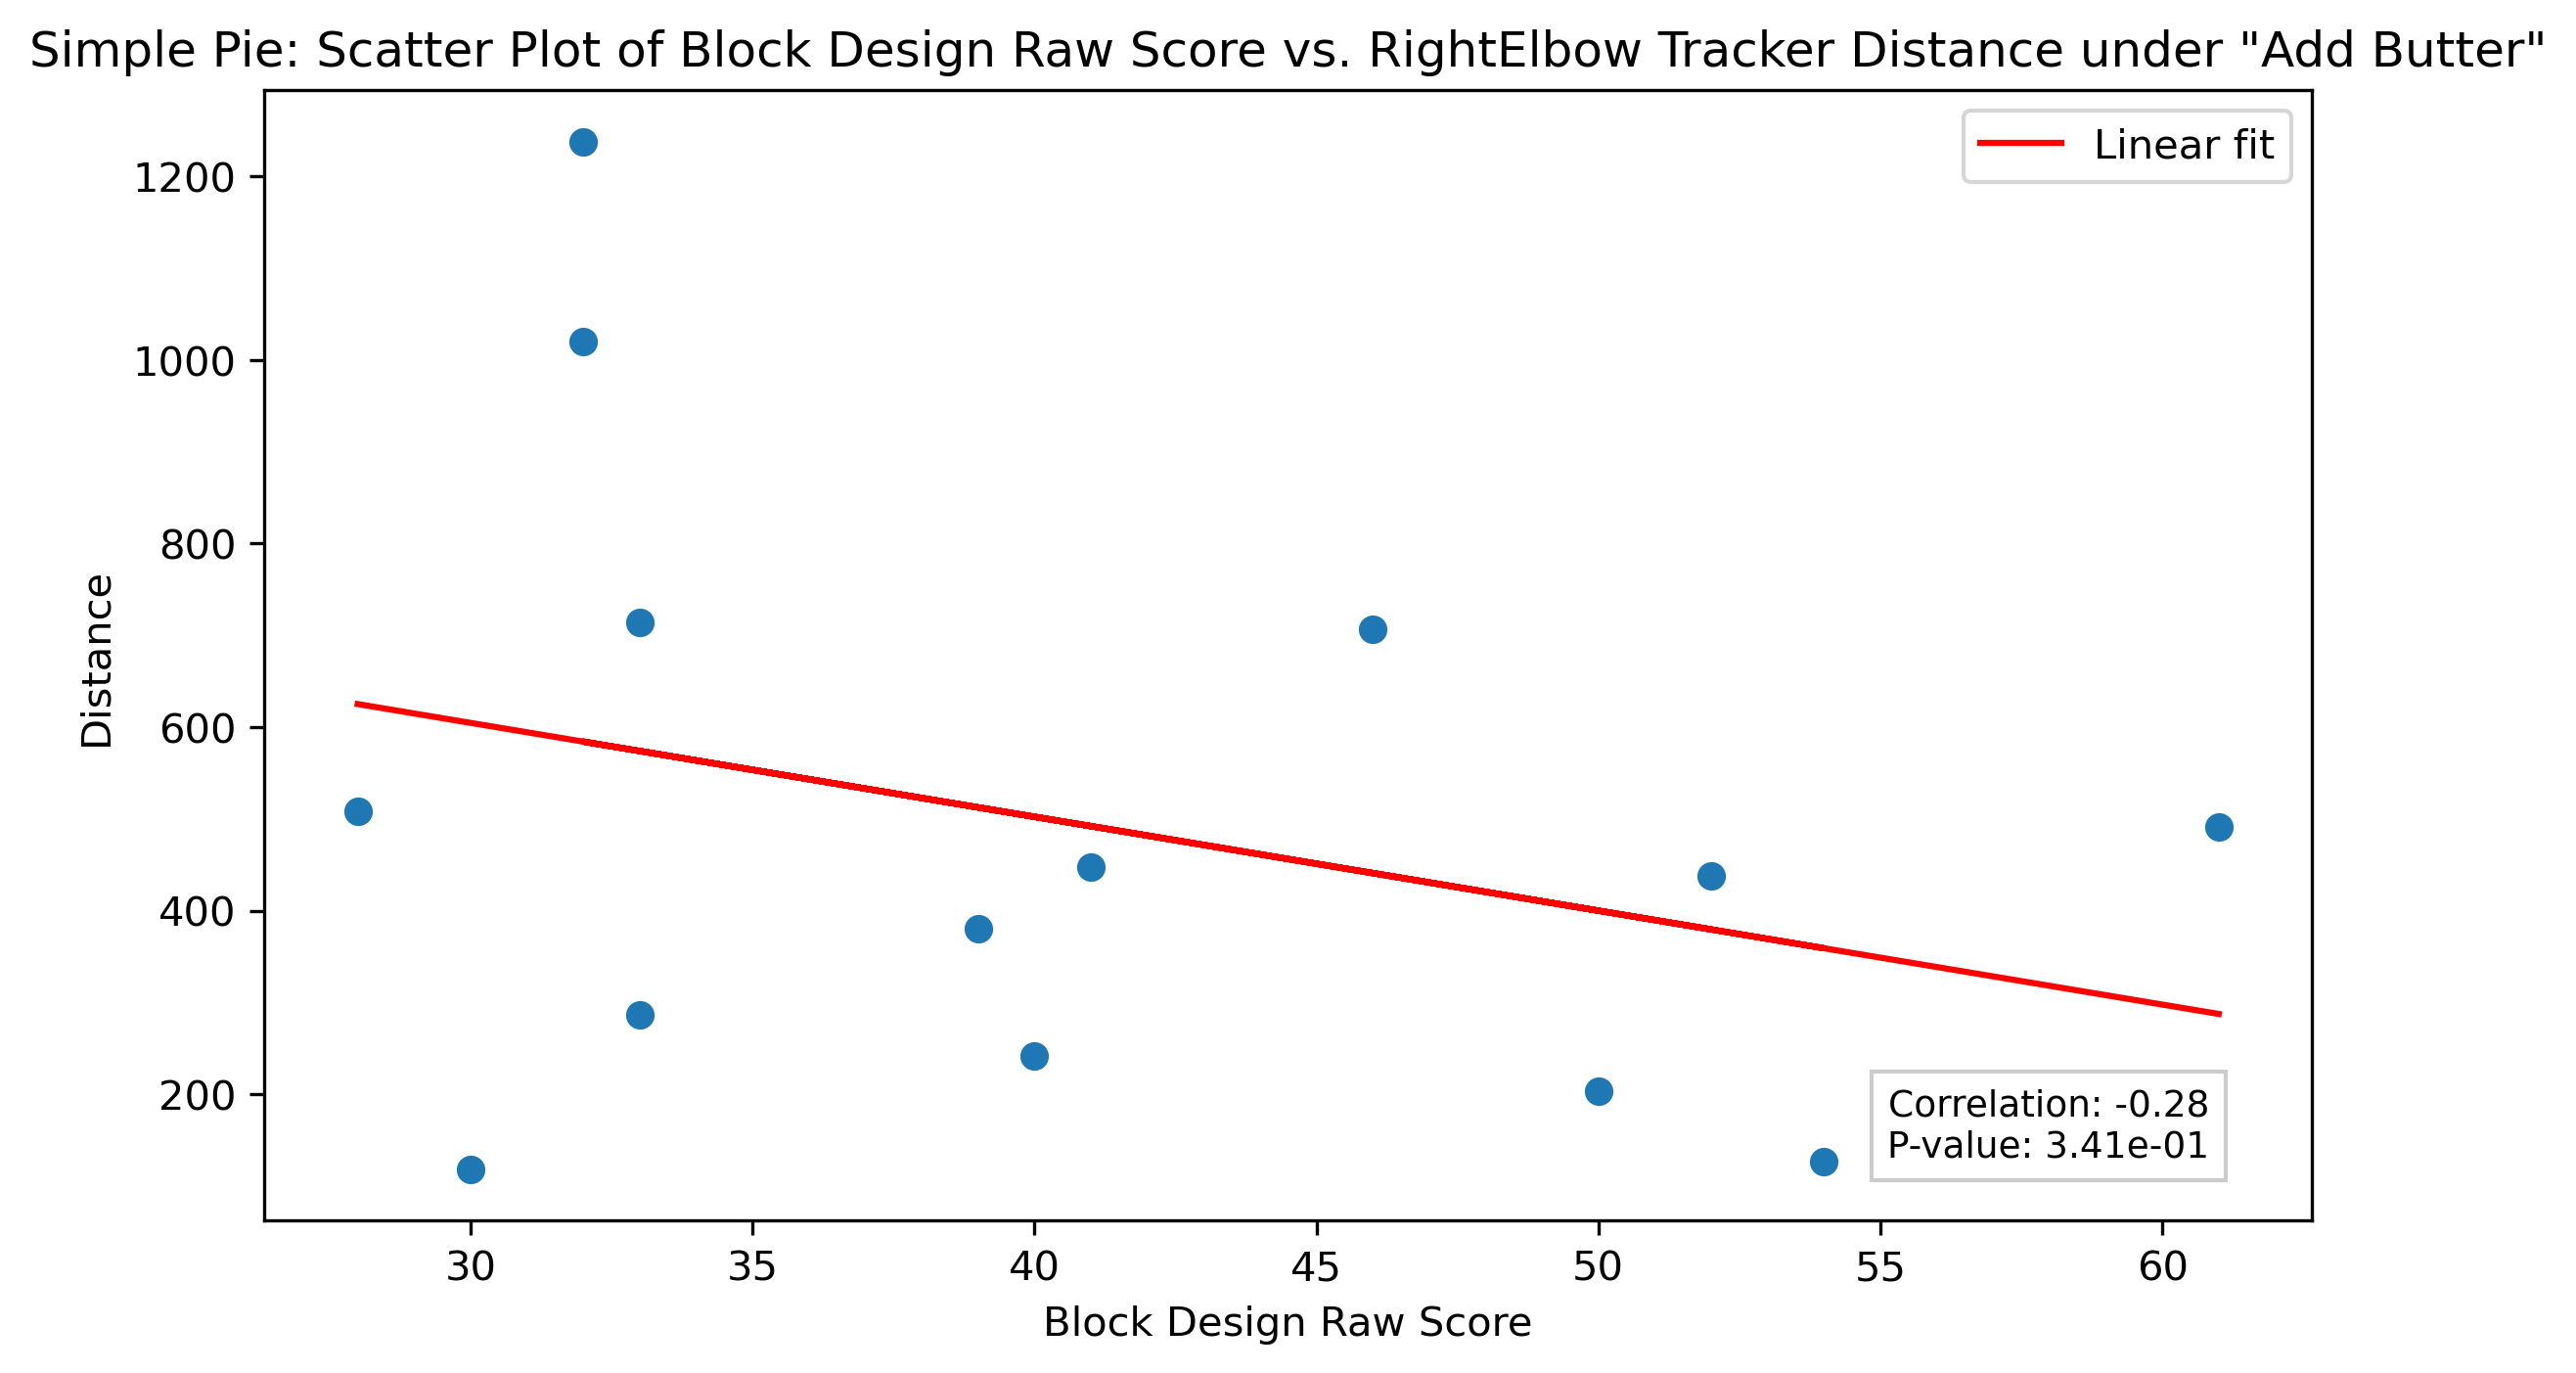 Simple Pie: Scatter Plot of Block Design Raw Score vs. RightElbow Tracker Distance under "Add Butter"
Linear fit
1200
1000
800
600
400
200
Distance
Correlation: -0.28
P-value: 3.41e-01
30 35 40 45 50 55 60
Block Design Raw Score